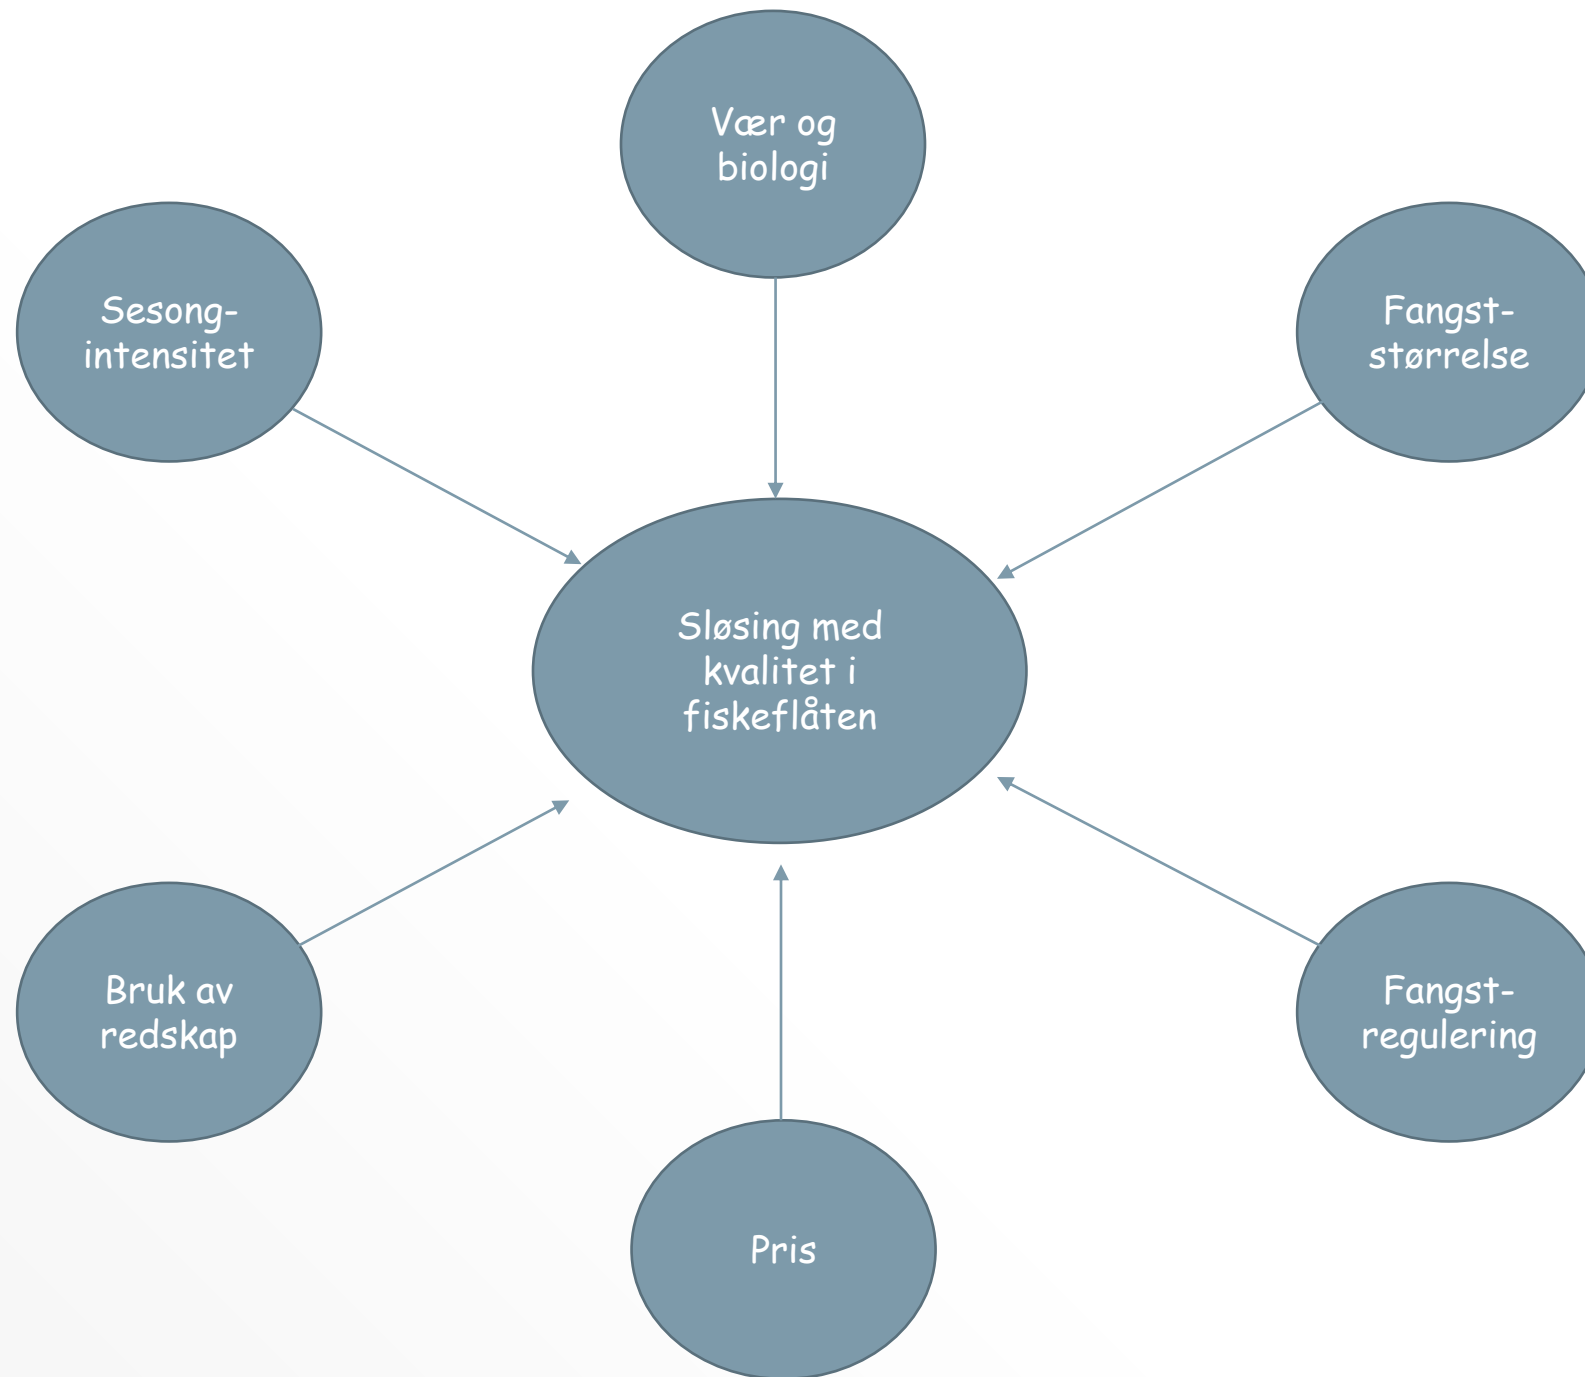 Vær og
biologi
Sesong-
intensitet
Fangst-
størrelse
Sløsing med
kvalitet i
fiskeflåten
Bruk av
redskap
Fangst-
regulering
Pris